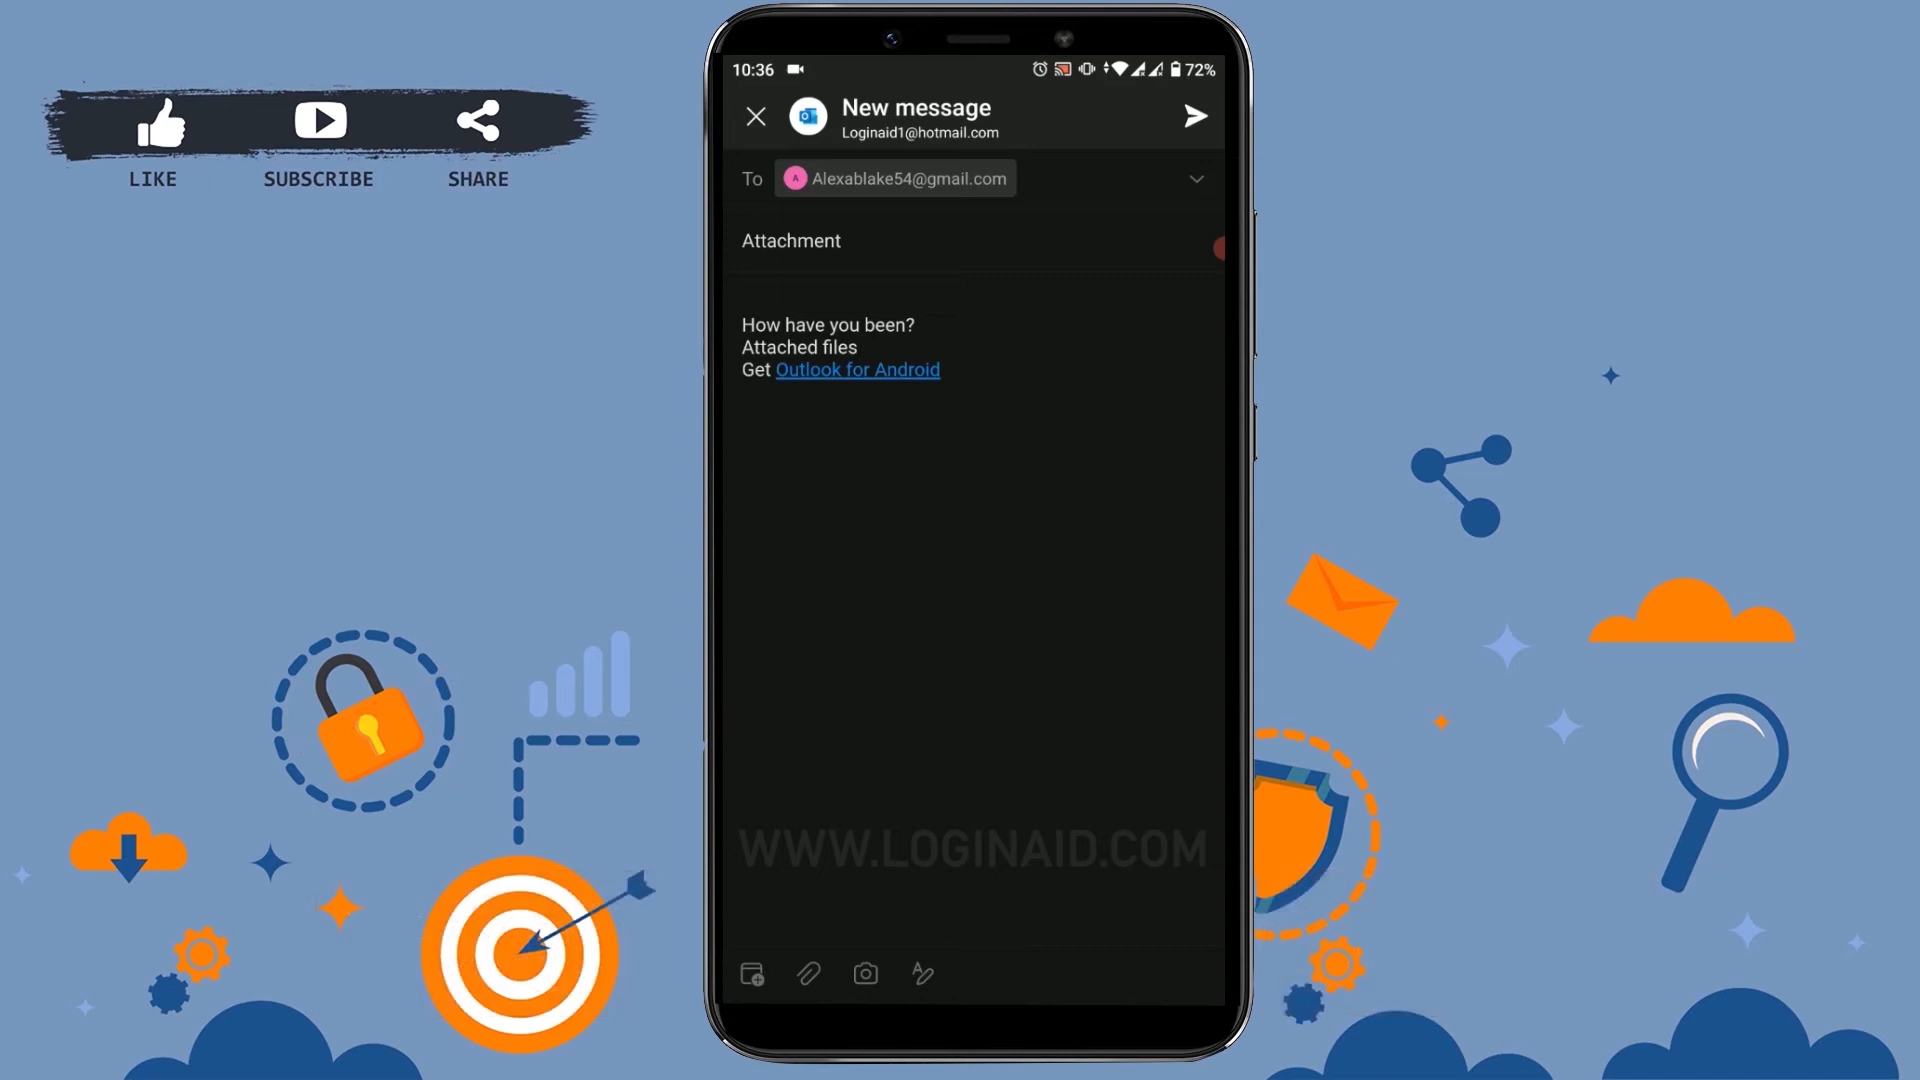 LIKE
SUBSCRIBE
SHARE
10:36
72%
New message
Loginaid1@hotmail.com
To
A
Alexablake54@gmail.com
Attachment
How have you been?
Attached files
Get Outlook for Android
WWW.LOGINAID.COM